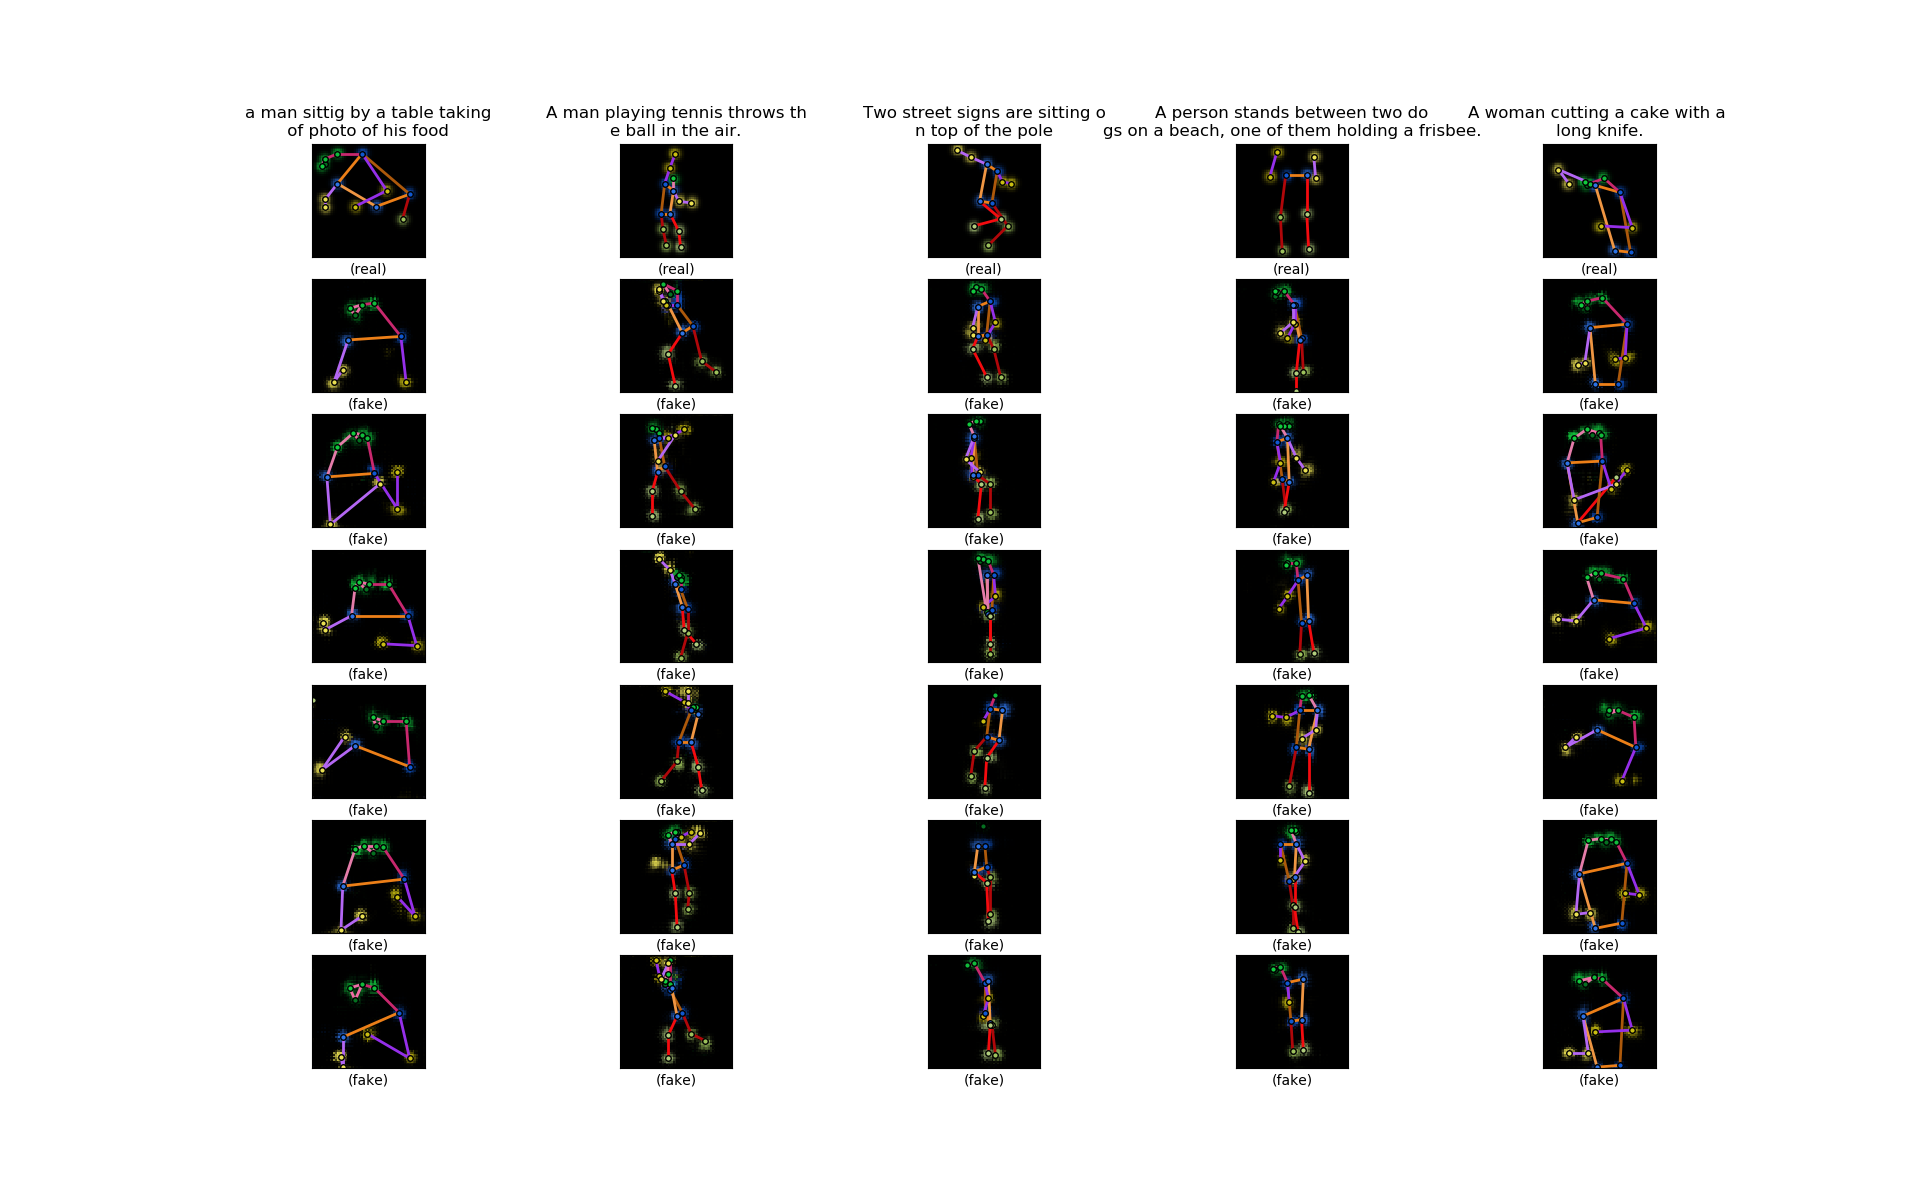 a man sittig by a table taking
of photo of his food
A man playing tennis throws th
e ball in the air.
Two street signs are sitting o
n top of the pole
A person stands between two do
gs on a beach, one of them holding a frisbee.
A woman cutting a cake with a
long knife.
(real) (real) (real) (real) (real)
(fake) (fake) (fake) (fake) (fake)
(fake) (fake) (fake) (fake) (fake)
(fake) (fake) (fake) (fake) (fake)
(fake) (fake) (fake) (fake) (fake)
(fake) (fake) (fake) (fake) (fake)
(fake) (fake) (fake) (fake) (fake)